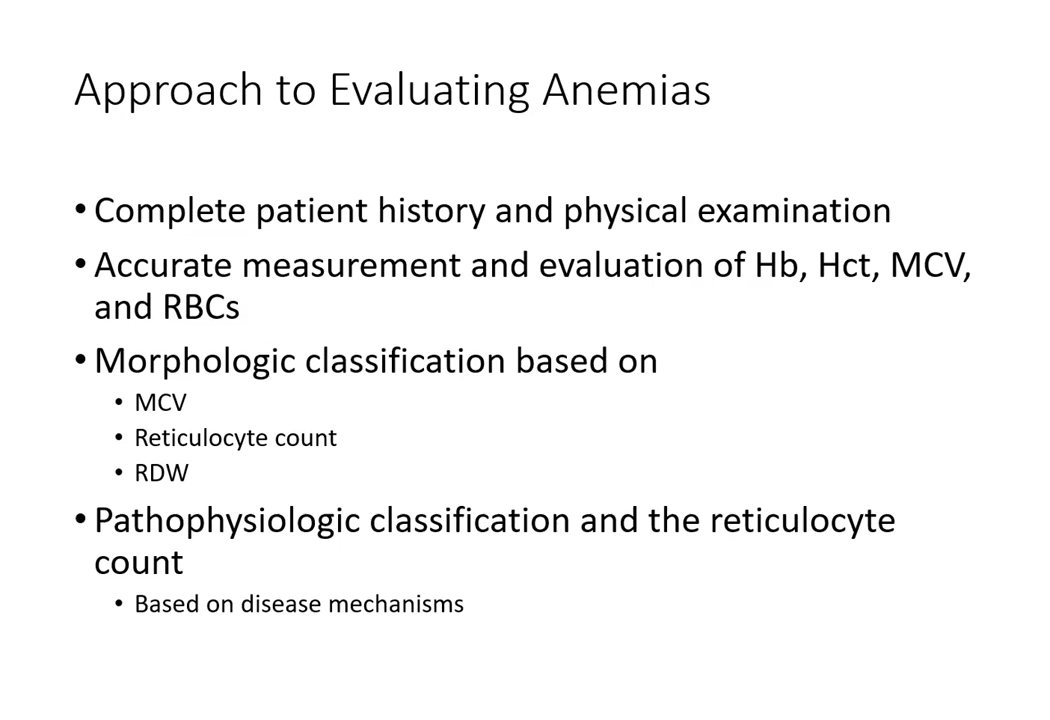 Approach to Evaluating Anemias
• Complete patient history and physical examination
• Accurate measurement and evaluation of Hb, Hct, MCV,
and RBCs
• Morphologic classification based on
• MCV
• Reticulocyte count
• RDW
• Pathophysiologic classification and the reticulocyte
count
• Based on disease mechanisms